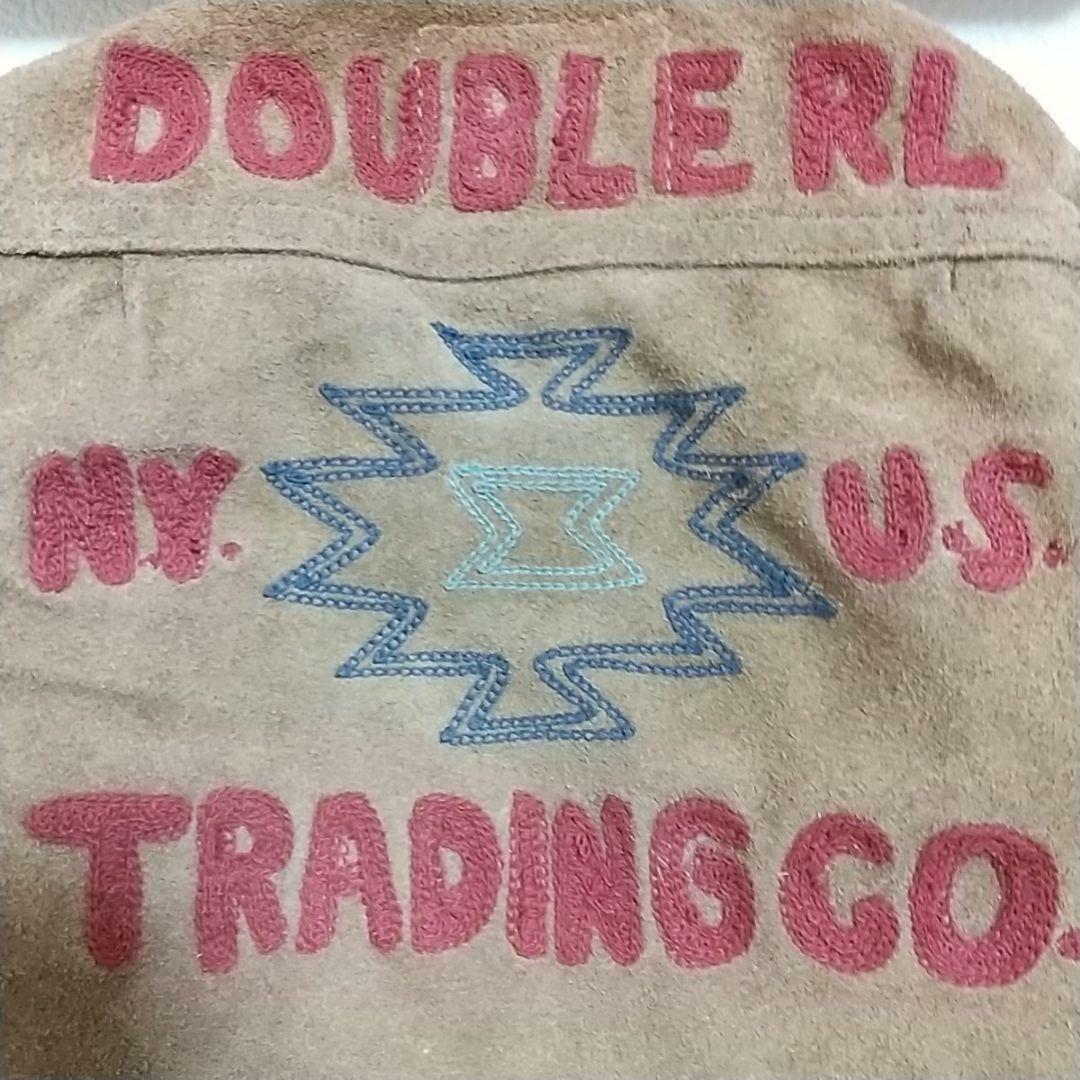 DOUBLE RL
N.Y. U.S.
TRADING CO.